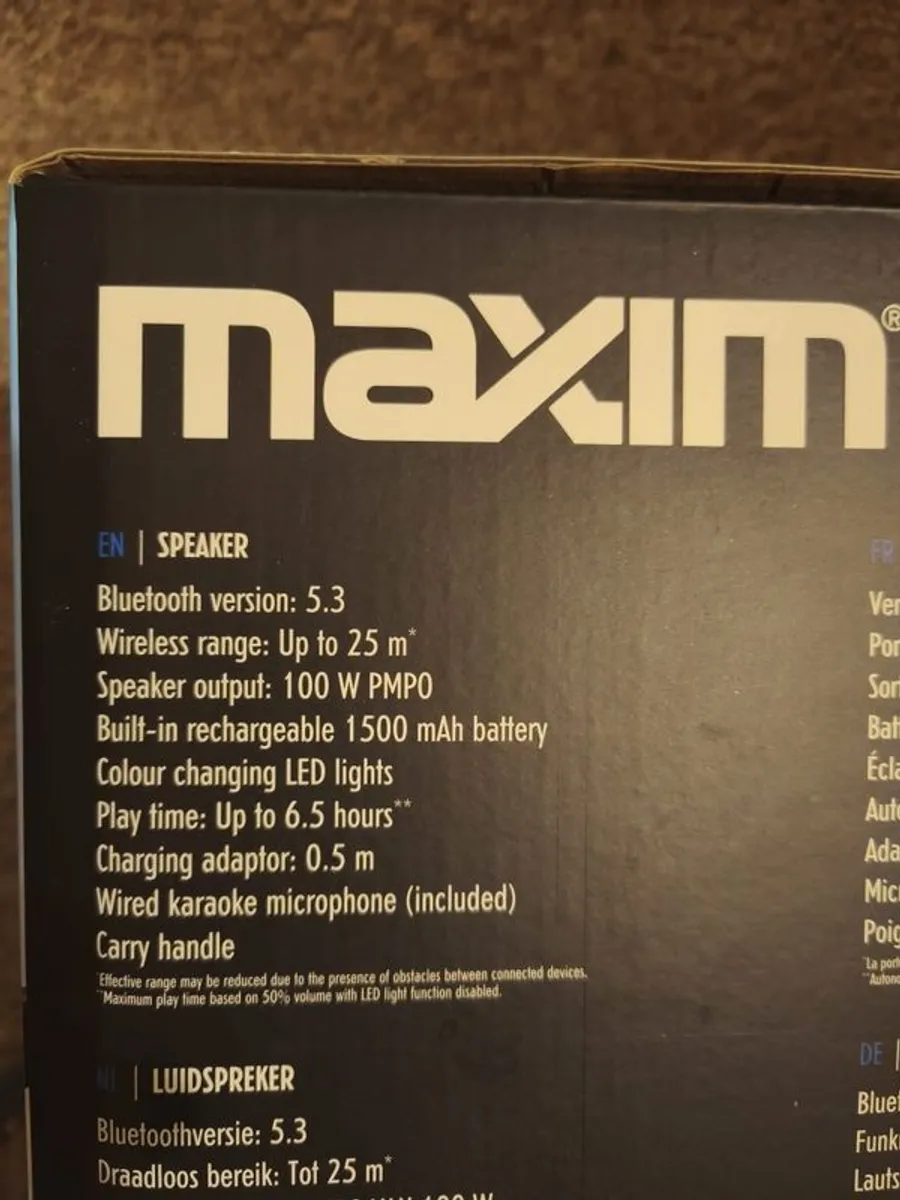 maxim®
EN | SPEAKER
Bluetooth version: 5.3
Wireless range: Up to 25 m*
Speaker output: 100 W PMPO
Built-in rechargeable 1500 mAh battery
Colour changing LED lights
Play time: Up to 6.5 hours**
Charging adaptor: 0.5 m
Wired karaoke microphone (included)
Carry handle
*Effective range may be reduced due to the presence of obstacles between connected devices.
**Maximum play time based on 50% volume with LED light function disabled.
NL | LUIDSPREKER
Bluetoothversie: 5.3
Draadloos bereik: Tot 25 m*
FR
DE |